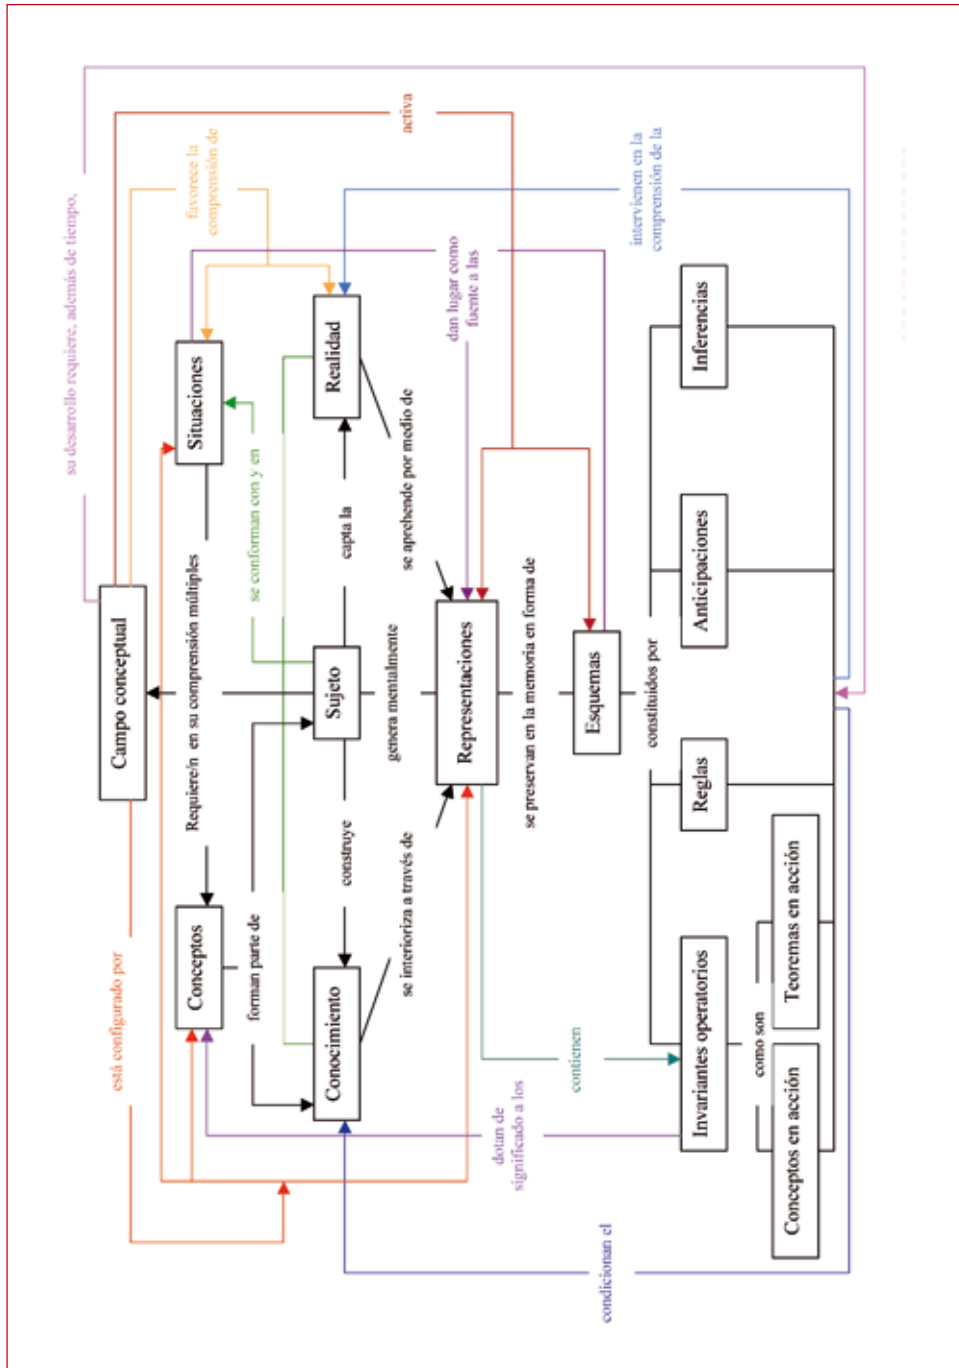 su desarrollo requiere, además de tiempo,
Campo conceptual
activa
está configurado por
favorece la
comprensión de
Conceptos
Requiere/n en su comprensión múltiples
Situaciones
forman parte de
se conforman con y en
Conocimiento
construye
Sujeto
capta la
Realidad
intervienen en la
comprensión de la
se interioriza a través de
genera mentalmente
se aprehende por medio de
dan lugar como
fuente a las
Representaciones
dotan de
significado a los
contienen
se preservan en la memoria en forma de
Esquemas
condicionan el
constituidos por
Invariantes operatorios
Reglas
Anticipaciones
Inferencias
como son
Conceptos en acción
Teoremas en acción